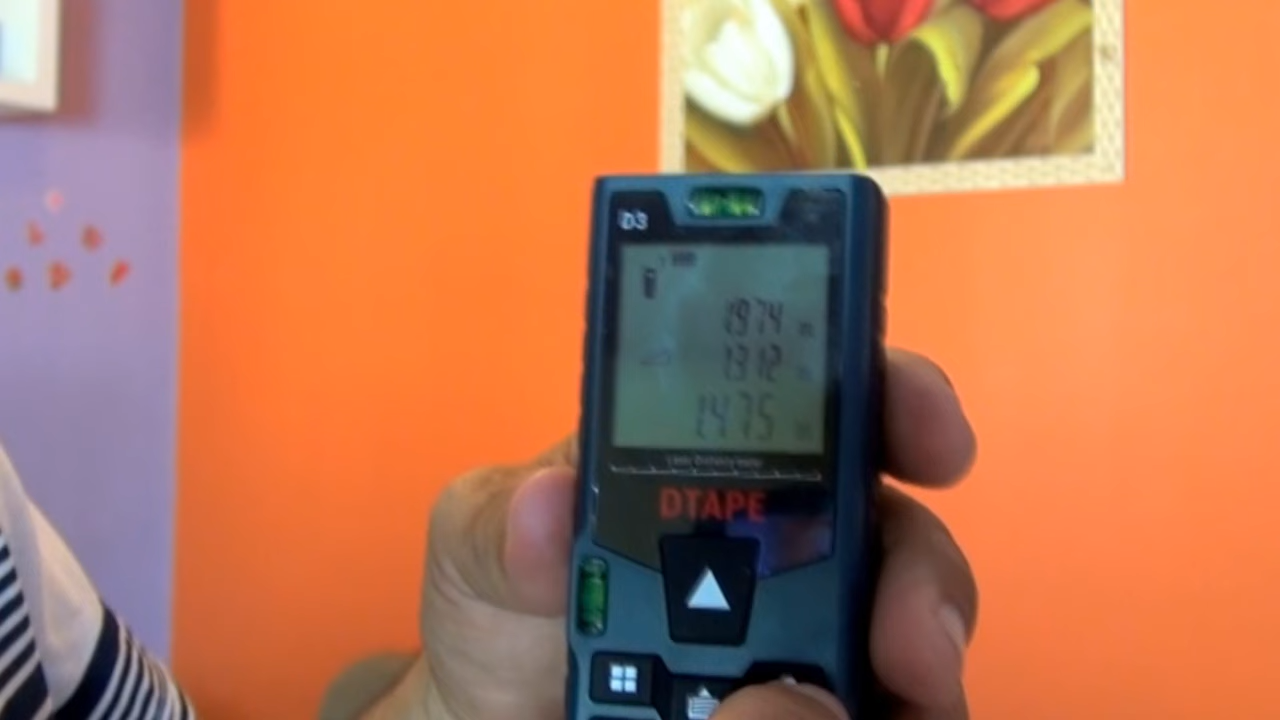 D3
1.974 m
1.312 m
1.475 m
Laser Distance Meter
DTAPE